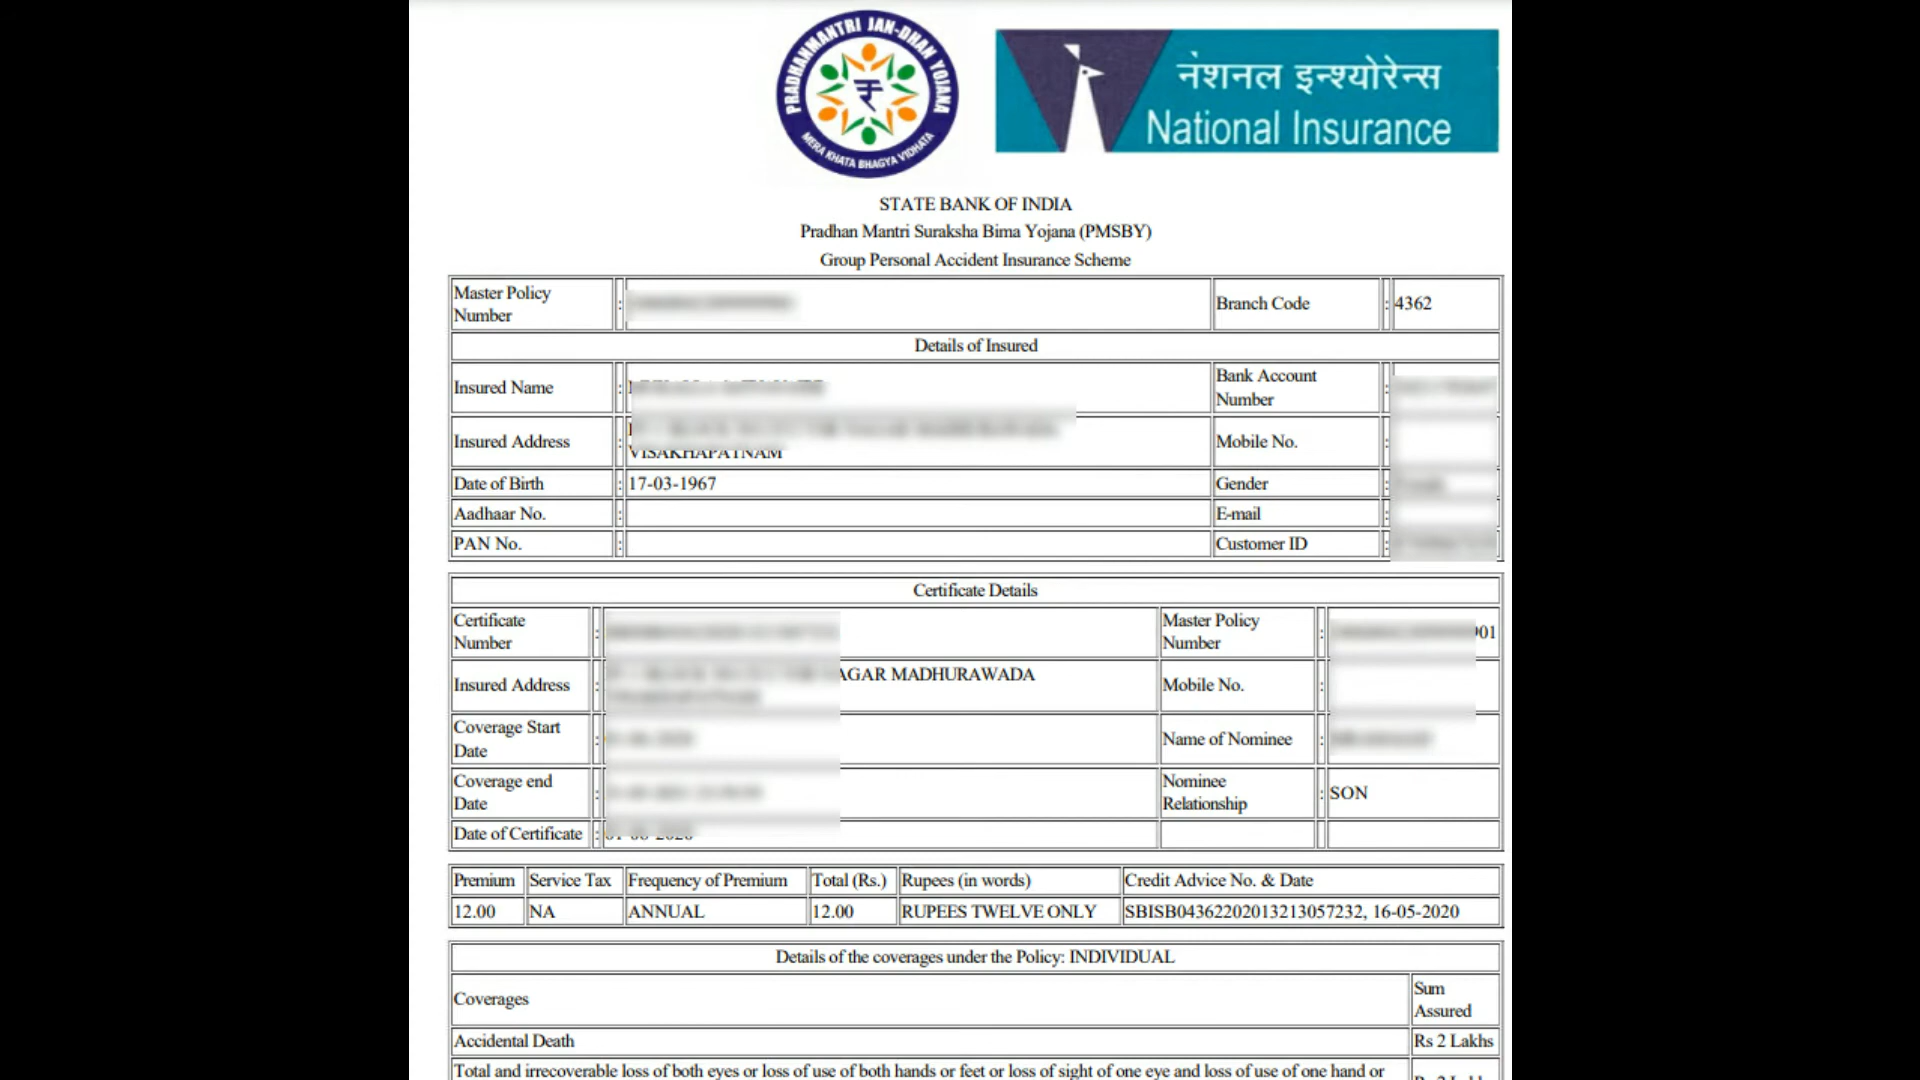 PRADHANMANTRI JAN-DHAN YOJANA
MERA KHATA BHAGYA VIDHATA
नेशनल इन्श्योरेन्स
National Insurance
STATE BANK OF INDIA
Pradhan Mantri Suraksha Bima Yojana (PMSBY)
Group Personal Accident Insurance Scheme
Master Policy Number : Branch Code : 4362
Details of Insured
Insured Name : Bank Account Number :
Insured Address : VISAKHAPATNAM Mobile No. :
Date of Birth : 17-03-1967 Gender :
Aadhaar No. : E-mail :
PAN No. : Customer ID :
Certificate Details
Certificate Number : Master Policy Number : 901
Insured Address : AGAR MADHURAWADA Mobile No. :
Coverage Start Date : Name of Nominee :
Coverage end Date : Nominee Relationship : SON
Date of Certificate :
Premium Service Tax Frequency of Premium Total (Rs.) Rupees (in words) Credit Advice No. & Date
12.00 NA ANNUAL 12.00 RUPEES TWELVE ONLY SBISB04362202013213057232, 16-05-2020
Details of the coverages under the Policy: INDIVIDUAL
Coverages Sum Assured
Accidental Death Rs 2 Lakhs
Total and irrecoverable loss of both eyes or loss of use of both hands or feet or loss of sight of one eye and loss of use of one hand or